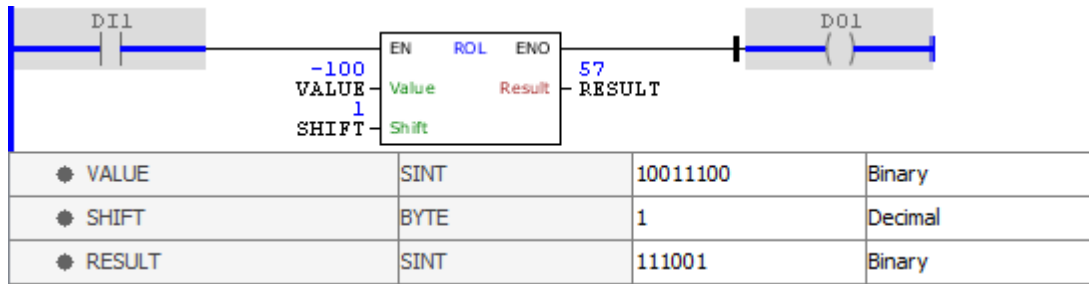 DI1 DO1
EN ROL ENO
-100 57
VALUE Value Result RESULT
1
SHIFT Shift
VALUE SINT 10011100 Binary
SHIFT BYTE 1 Decimal
RESULT SINT 111001 Binary